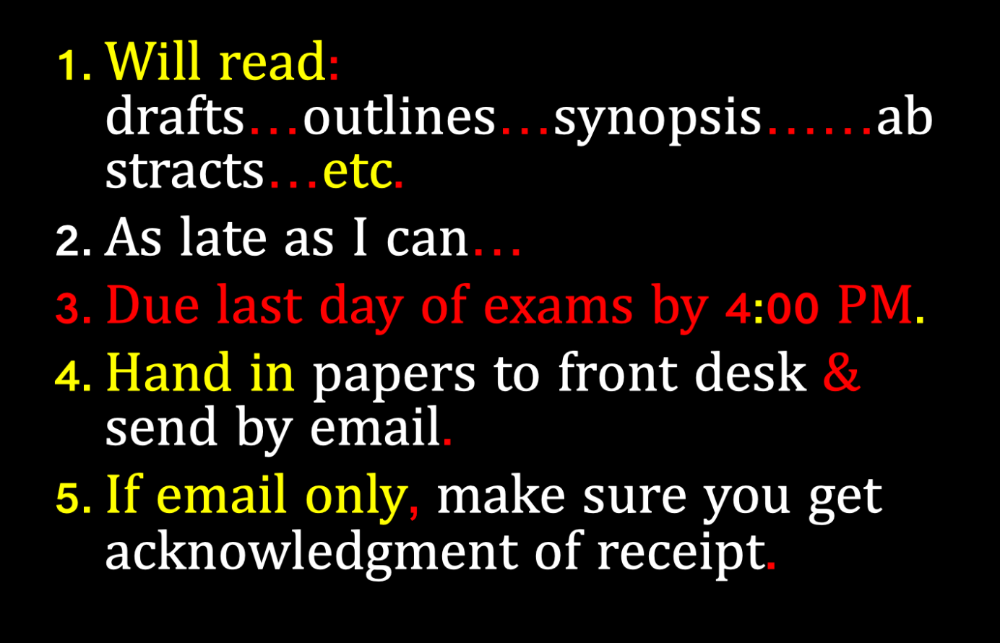 1. Will read:
drafts…outlines…synopsis……ab
stracts…etc.
2. As late as I can…
3. Due last day of exams by 4:00 PM.
4. Hand in papers to front desk &
send by email.
5. If email only, make sure you get
acknowledgment of receipt.